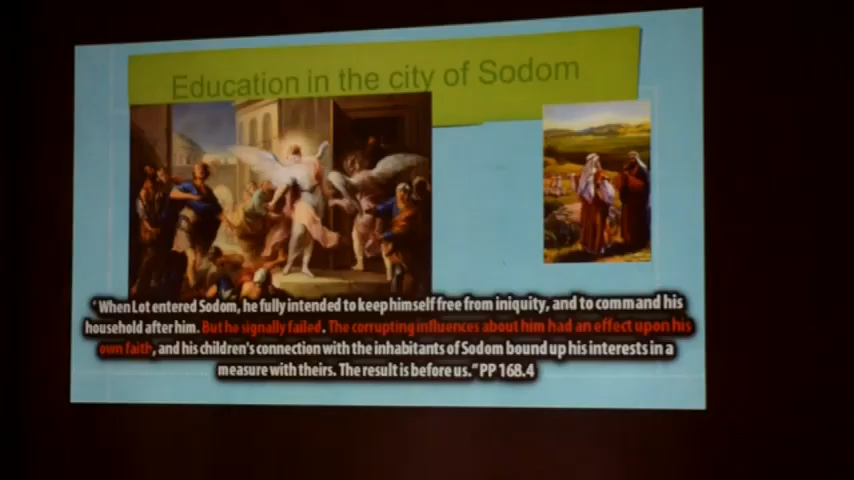 Education in the city of Sodom
‘ When Lot entered Sodom, he fully intended to keep himself free from iniquity, and to command his
household after him. But he signally failed. The corrupting influences about him had an effect upon his
own faith, and his children's connection with the inhabitants of Sodom bound up his interests in a
measure with theirs. The result is before us.” PP 168.4